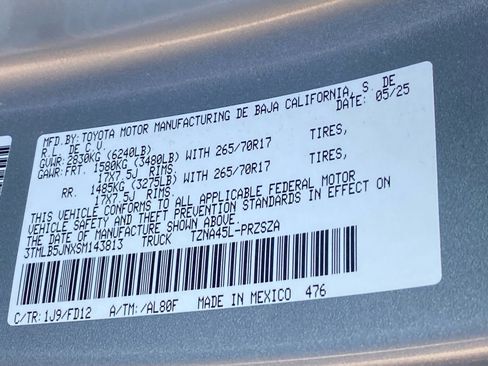 MFD.BY:TOYOTA MOTOR MANUFACTURING DE BAJA CALIFORNIA, S. DE
R.L. DE C.V. DATE: 05/25
GVWR: 2830KG (6240LB)
GAWR:FRT. 1580KG (3480LB) WITH 265/70R17 TIRES,
17X7.5J RIMS
RR. 1485KG (3275LB) WITH 265/70R17 TIRES,
17X7.5J RIMS
THIS VEHICLE CONFORMS TO ALL APPLICABLE FEDERAL MOTOR
VEHICLE SAFETY AND THEFT PREVENTION STANDARDS IN EFFECT ON
THE DATE OF MANUFACTURE SHOWN ABOVE.
3TMLB5JNXSM143813 TRUCK TZNA45L-PRZSZA
C/TR: 1J9/FD12 A/TM:/AL80F MADE IN MEXICO 476